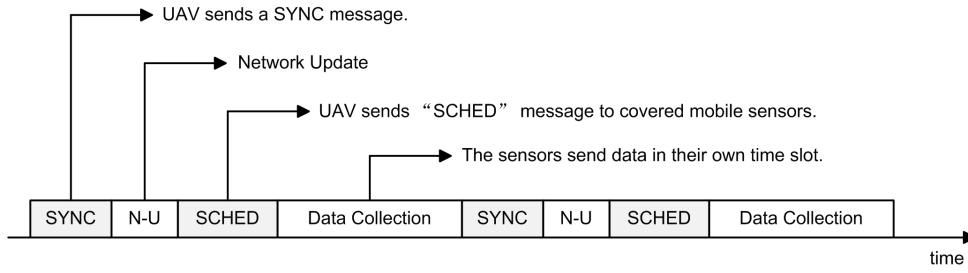 UAV sends a SYNC message.
Network Update
UAV sends “SCHED” message to covered mobile sensors.
The sensors send data in their own time slot.
SYNC N-U SCHED Data Collection SYNC N-U SCHED Data Collection
time